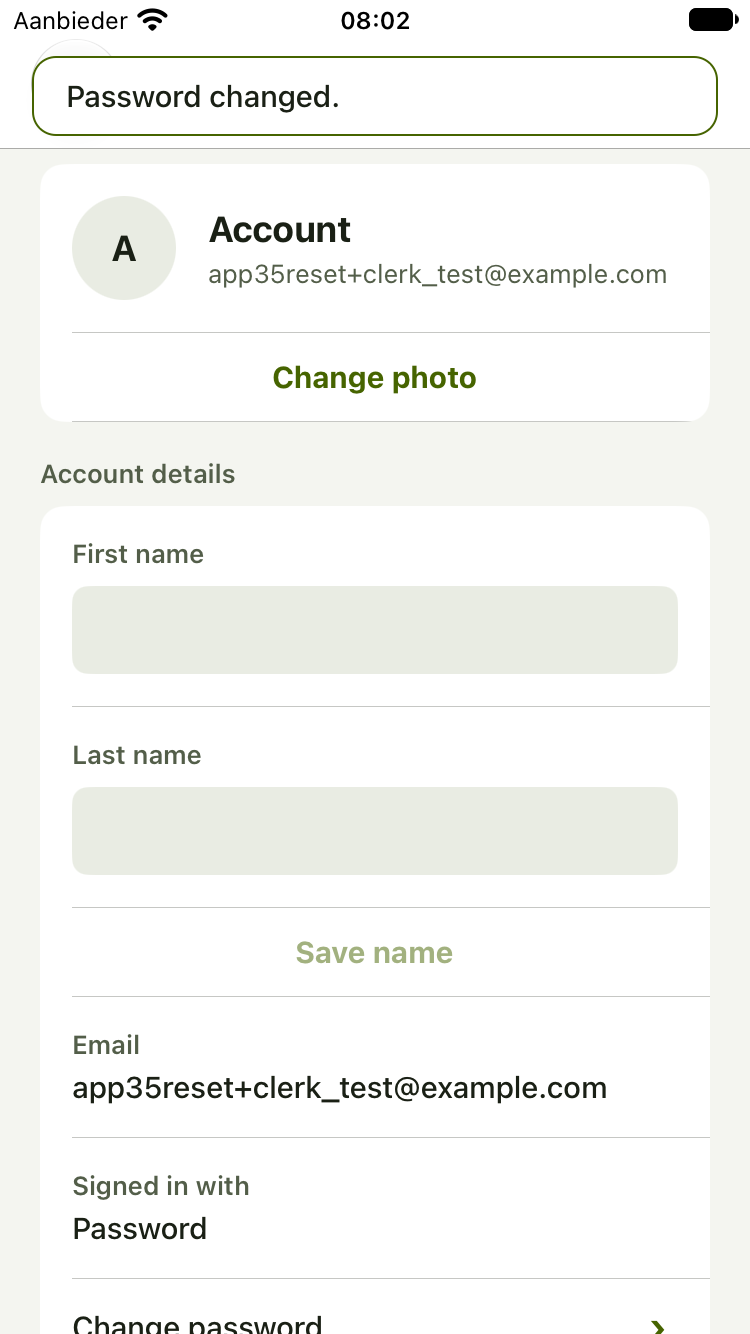 Aanbieder 08:02
Password changed.
A
Account
app35reset+clerk_test@example.com
Change photo
Account details
First name
Last name
Save name
Email
app35reset+clerk_test@example.com
Signed in with
Password
Change password